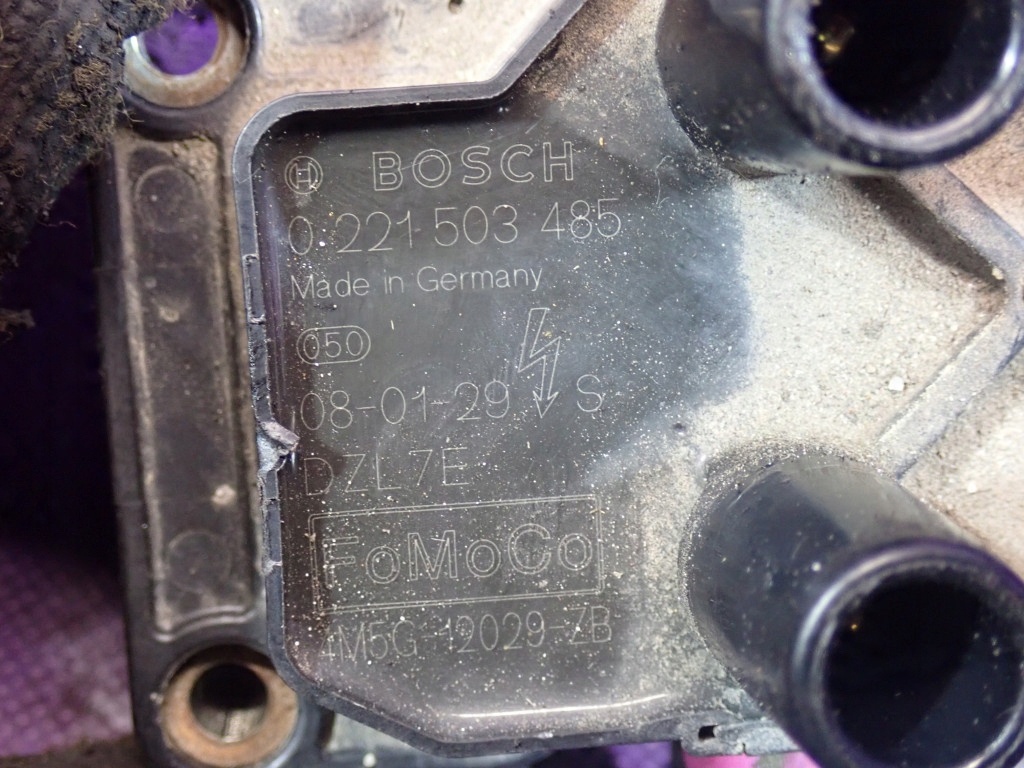 BOSCH
0 221 503 485
Made in Germany
050
08-01-29 S
DZL7E
FoMoCo
4M5G-12029-ZB